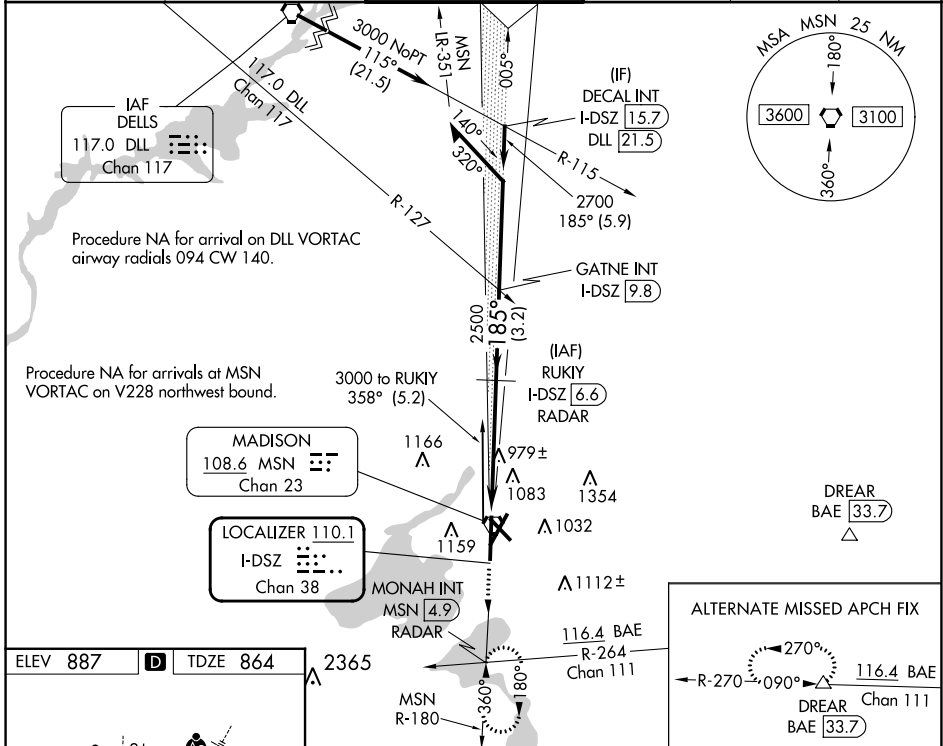 3000 NoPT
115°
(21.5)
MSN
LR-351
005°
MSA MSN 25 NM
180°
3600
3100
360°
117.0 DLL
Chan 117
IAF
DELLS
117.0 DLL
Chan 117
(IF)
DECAL INT
I-DSZ 15.7
DLL 21.5
140°
320°
R-115
2700
185° (5.9)
R-127
Procedure NA for arrival on DLL VORTAC
airway radials 094 CW 140.
GATNE INT
I-DSZ 9.8
2500
185°
(3.2)
Procedure NA for arrivals at MSN
VORTAC on V228 northwest bound.
3000 to RUKIY
358° (5.2)
(IAF)
RUKIY
I-DSZ 6.6
RADAR
MADISON
108.6 MSN
Chan 23
1166
979±
1083
1354
DREAR
BAE 33.7
LOCALIZER 110.1
I-DSZ
Chan 38
1159
1032
1112±
MONAH INT
MSN 4.9
RADAR
116.4 BAE
R-264
Chan 111
ALTERNATE MISSED APCH FIX
270°
R-270
090°
116.4 BAE
Chan 111
DREAR
BAE 33.7
ELEV 887
D
TDZE 864
2365
MSN
R-180
360°
180°